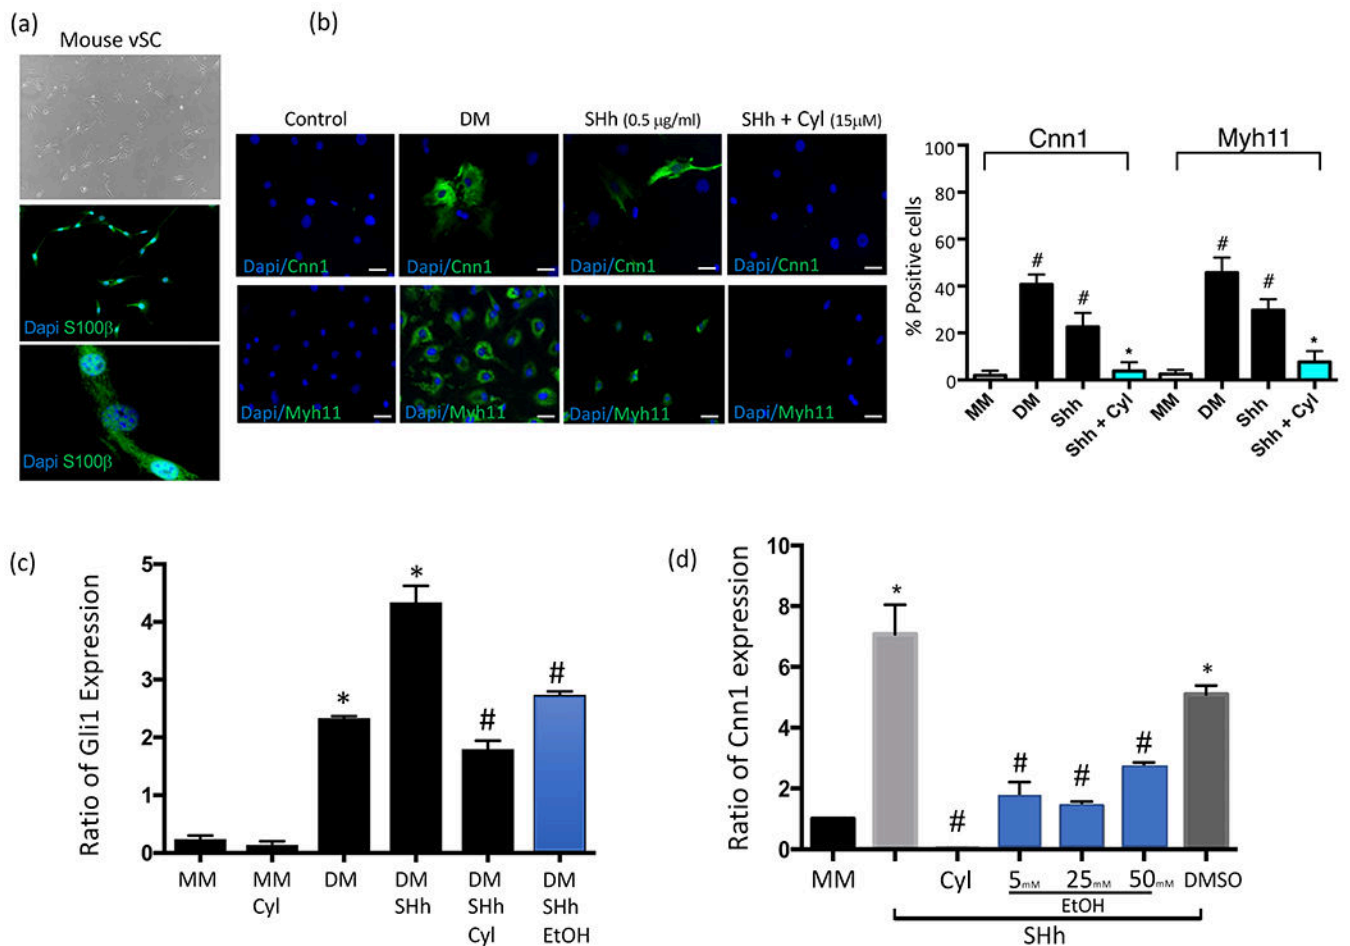 (a)
Mouse vSC
Dapi S100β
Dapi S100β
(b)
Control DM SHh (0.5 µg/ml) SHh + Cyl (15µM)
Dapi/Cnn1 Dapi/Cnn1 Dapi/Cnn1 Dapi/Cnn1
Dapi/Myh11 Dapi/Myh11 Dapi/Myh11 Dapi/Myh11
Cnn1 Myh11
% Positive cells
100
80
60
40
20
0
# # * # # *
MM DM Shh Shh + Cyl MM DM Shh Shh + Cyl
(c)
Ratio of Gli1 Expression
5
4
3
2
1
0
* * # #
MM MM DM DM DM DM
Cyl SHh SHh SHh
Cyl EtOH
(d)
Ratio of Cnn1 expression
10
8
6
4
2
0
* # # # # *
MM Cyl 5mM 25mM 50mM DMSO
EtOH
SHh